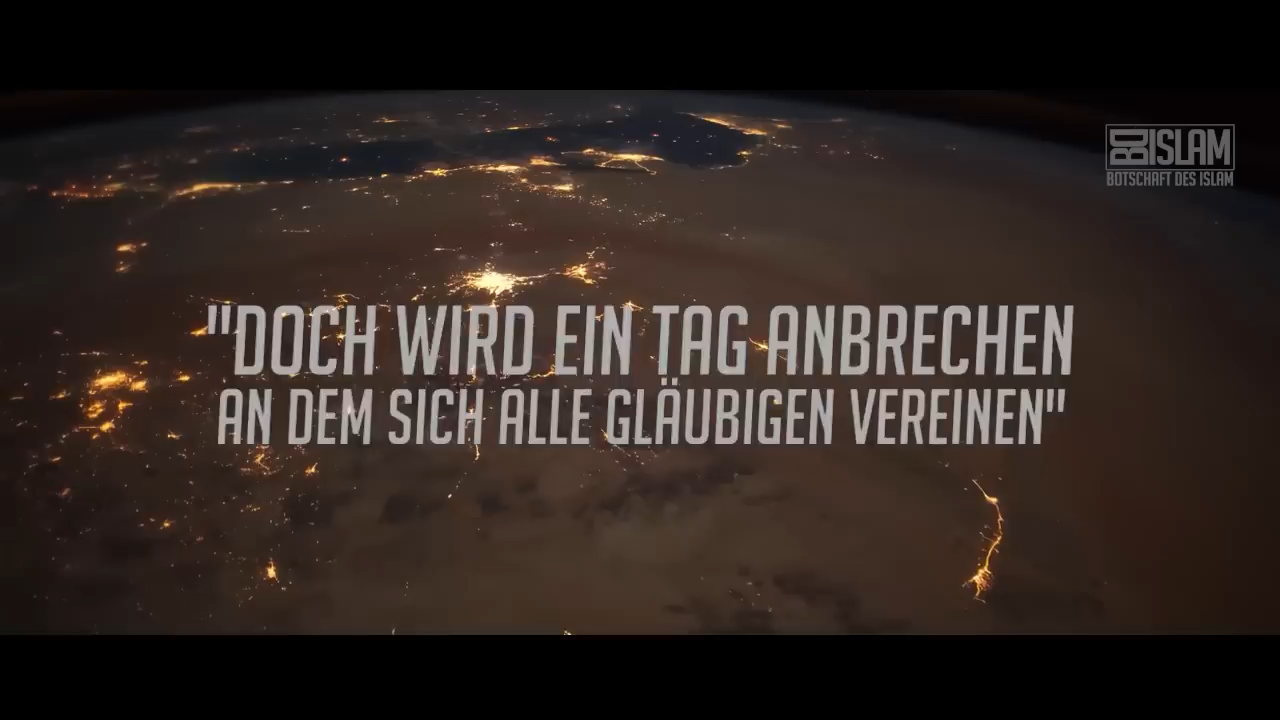 BDISLAM
BOTSCHAFT DES ISLAM
"DOCH WIRD EIN TAG ANBRECHEN
AN DEM SICH ALLE GLÄUBIGEN VEREINEN"